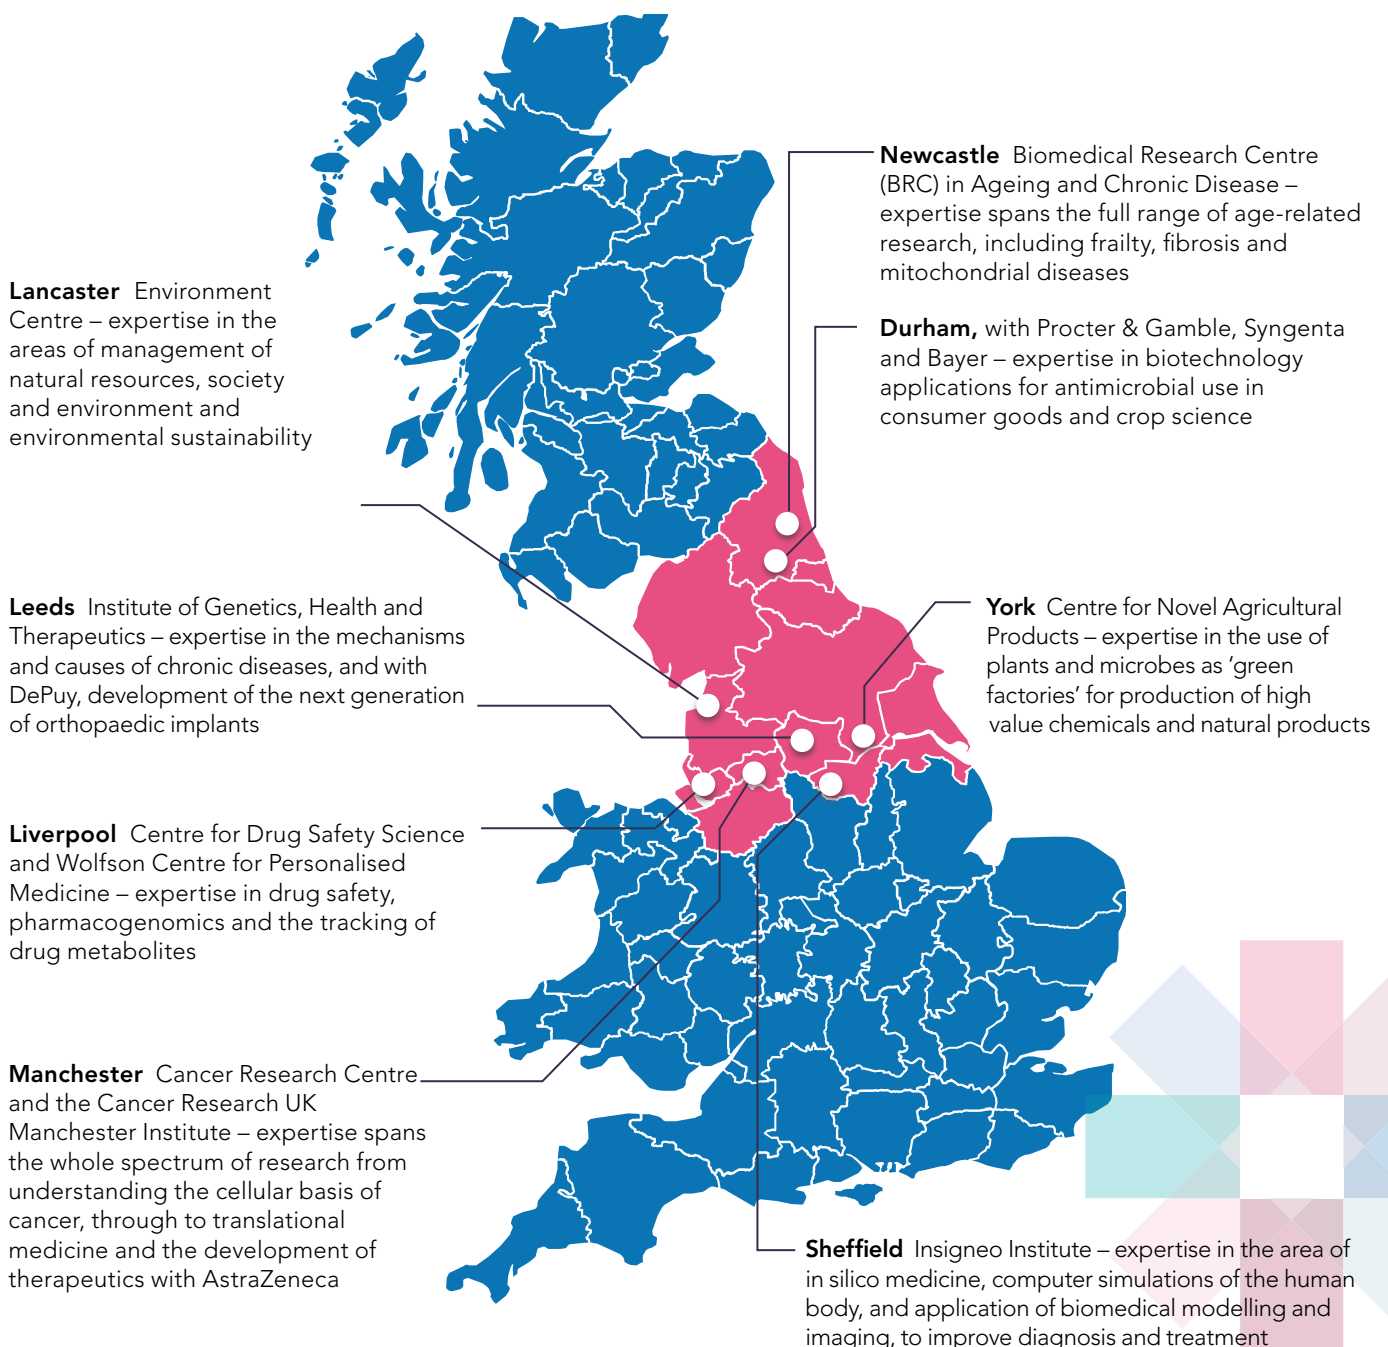 Newcastle Biomedical Research Centre
(BRC) in Ageing and Chronic Disease –
expertise spans the full range of age-related
research, including frailty, fibrosis and
mitochondrial diseases
Lancaster Environment
Centre – expertise in the
areas of management of
natural resources, society
and environment and
environmental sustainability
Durham, with Procter & Gamble, Syngenta
and Bayer – expertise in biotechnology
applications for antimicrobial use in
consumer goods and crop science
Leeds Institute of Genetics, Health and
Therapeutics – expertise in the mechanisms
and causes of chronic diseases, and with
DePuy, development of the next generation
of orthopaedic implants
York Centre for Novel Agricultural
Products – expertise in the use of
plants and microbes as ‘green
factories’ for production of high
value chemicals and natural products
Liverpool Centre for Drug Safety Science
and Wolfson Centre for Personalised
Medicine – expertise in drug safety,
pharmacogenomics and the tracking of
drug metabolites
Manchester Cancer Research Centre
and the Cancer Research UK
Manchester Institute – expertise spans
the whole spectrum of research from
understanding the cellular basis of
cancer, through to translational
medicine and the development of
therapeutics with AstraZeneca
Sheffield Insigneo Institute – expertise in the area of
in silico medicine, computer simulations of the human
body, and application of biomedical modelling and
imaging, to improve diagnosis and treatment